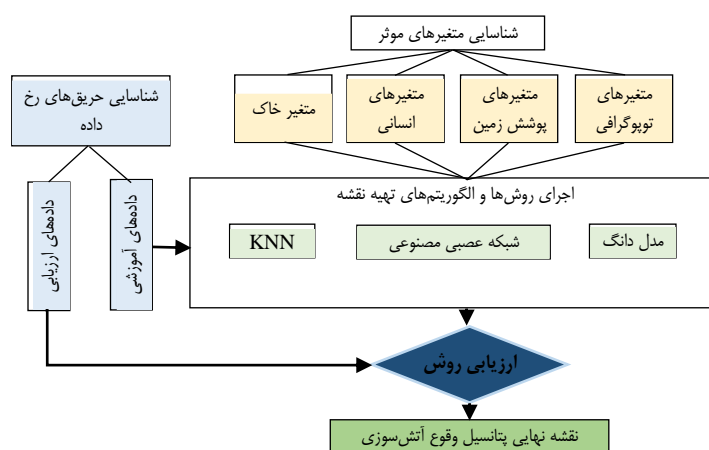 شناسایی متغیرهای موثر
شناسایی حریق‌های رخ
داده
متغیرهای
توپوگرافی
متغیرهای
پوشش زمین
متغیرهای
انسانی
متغیر خاک
داده‌های آموزشی
داده‌های ارزیابی
اجرای روش‌ها و الگوریتم‌های تهیه نقشه
مدل دانگ
شبکه عصبی مصنوعی
KNN
ارزیابی روش
نقشه نهایی پتانسیل وقوع آتش‌سوزی